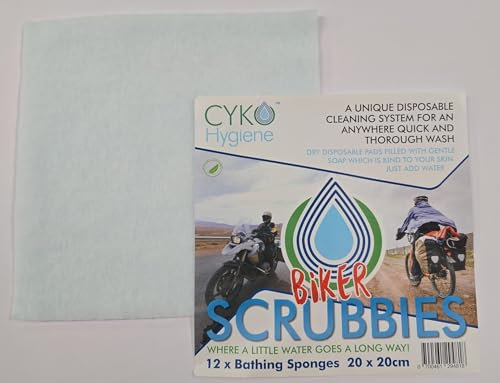 CYKO™
Hygiene
A UNIQUE DISPOSABLE
CLEANING SYSTEM FOR AN
ANYWHERE QUICK AND
THOROUGH WASH
DRY DISPOSABLE PADS FILLED WITH GENTLE
SOAP WHICH IS KIND TO YOUR SKIN
JUST ADD WATER
BIKER
SCRUBBIES
WHERE A LITTLE WATER GOES A LONG WAY!
12 x Bathing Sponges 20 x 20cm